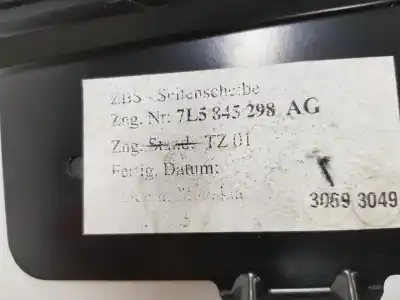 ZBS - Seitenscheibe
Zng. Nr: 7L5 845 298 AG
Zng. Stand: TZ 01
Fertig. Datum:
3069 3049